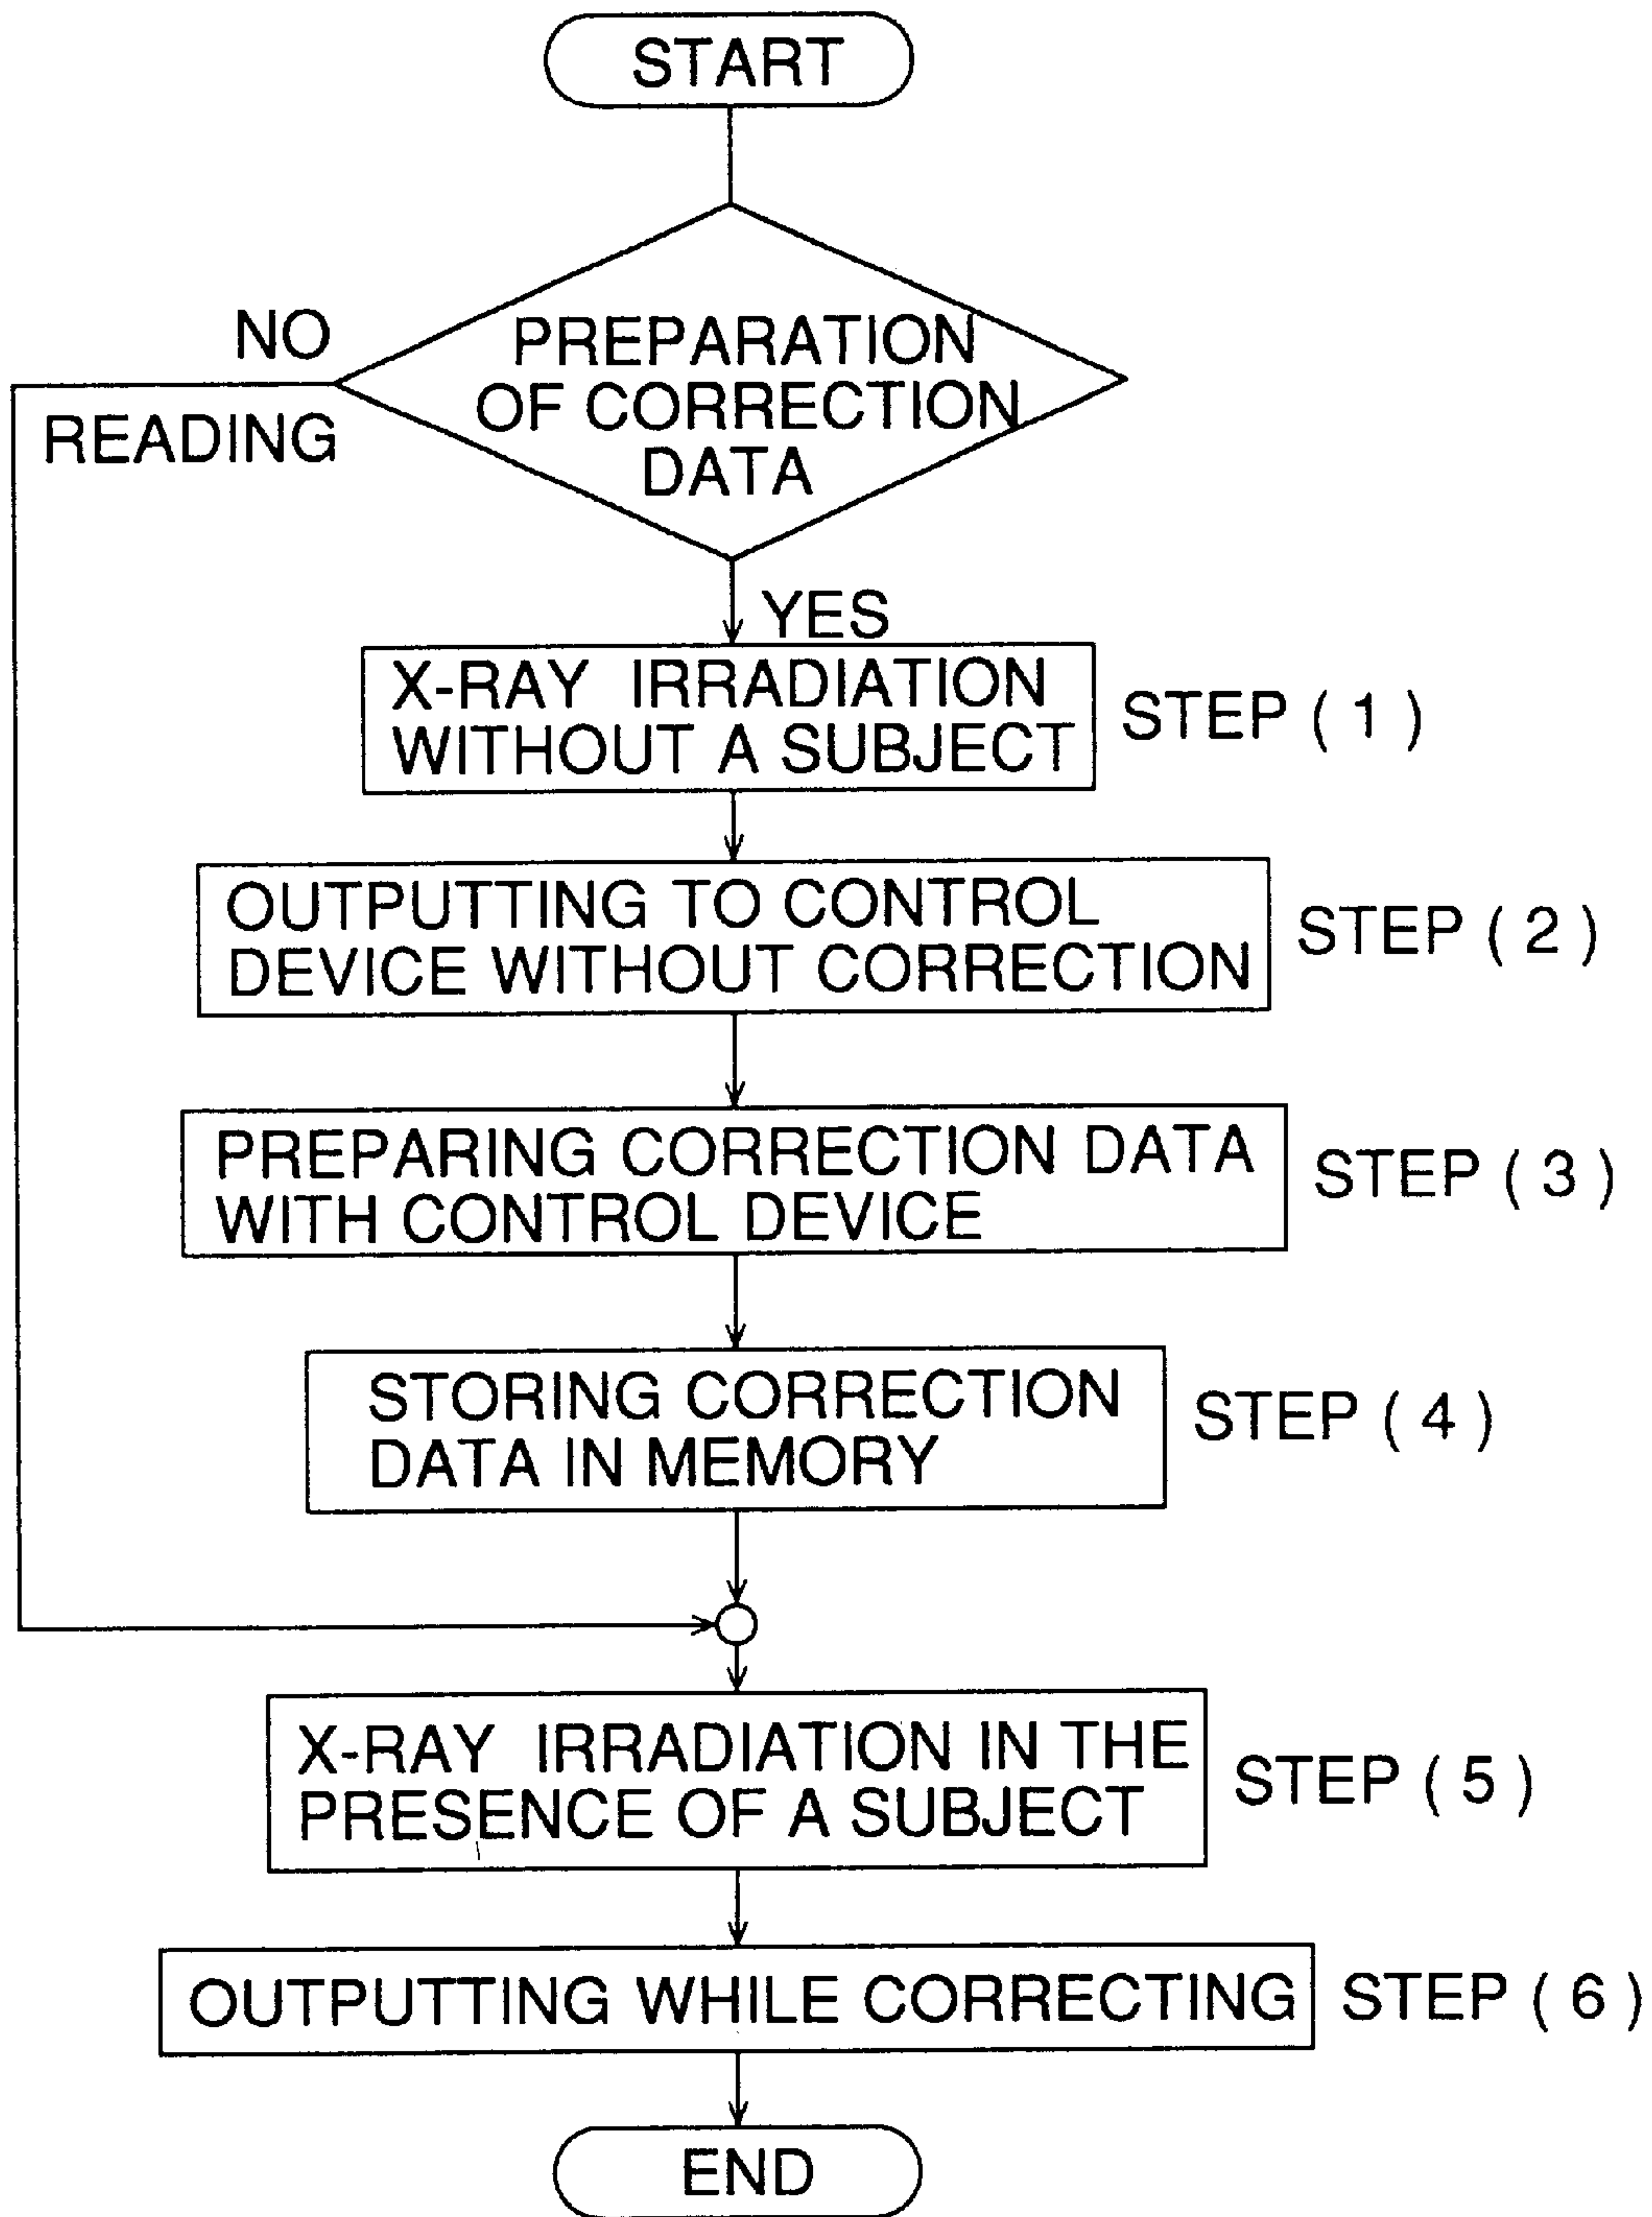 START
PREPARATION
OF CORRECTION
DATA
NO
READING
YES
X-RAY IRRADIATION
WITHOUT A SUBJECT
STEP ( 1 )
OUTPUTTING TO CONTROL
DEVICE WITHOUT CORRECTION
STEP ( 2 )
PREPARING CORRECTION DATA
WITH CONTROL DEVICE
STEP ( 3 )
STORING CORRECTION
DATA IN MEMORY
STEP ( 4 )
X-RAY IRRADIATION IN THE
PRESENCE OF A SUBJECT
STEP ( 5 )
OUTPUTTING WHILE CORRECTING
STEP ( 6 )
END